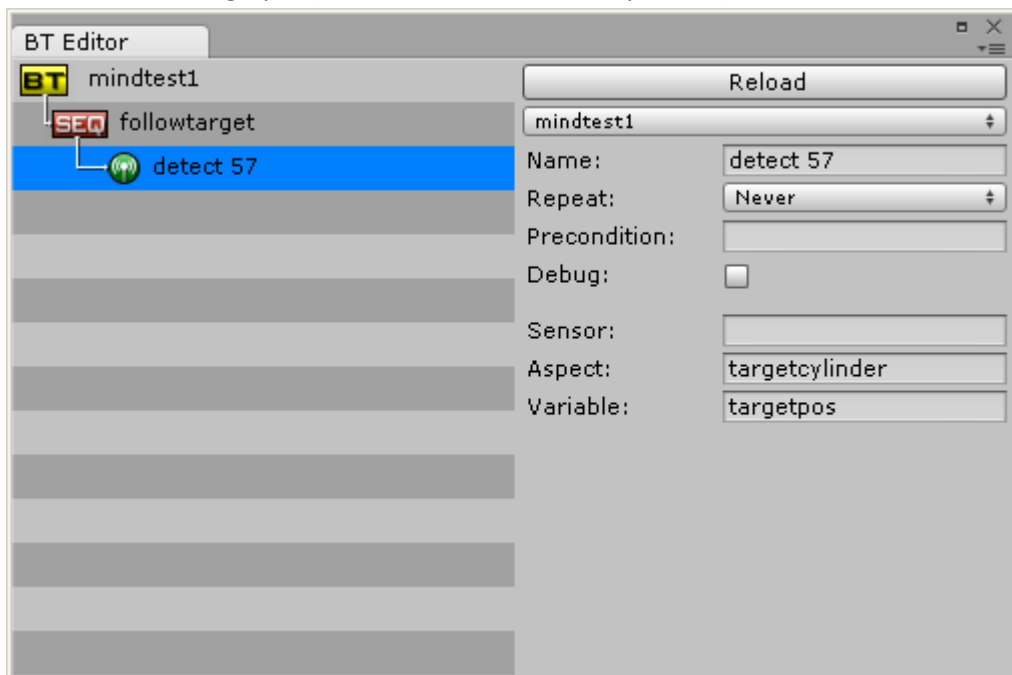 BT Editor
BT mindtest1
SEQ followtarget
detect 57
Reload
mindtest1
Name: detect 57
Repeat: Never
Precondition:
Debug:
Sensor:
Aspect: targetcylinder
Variable: targetpos